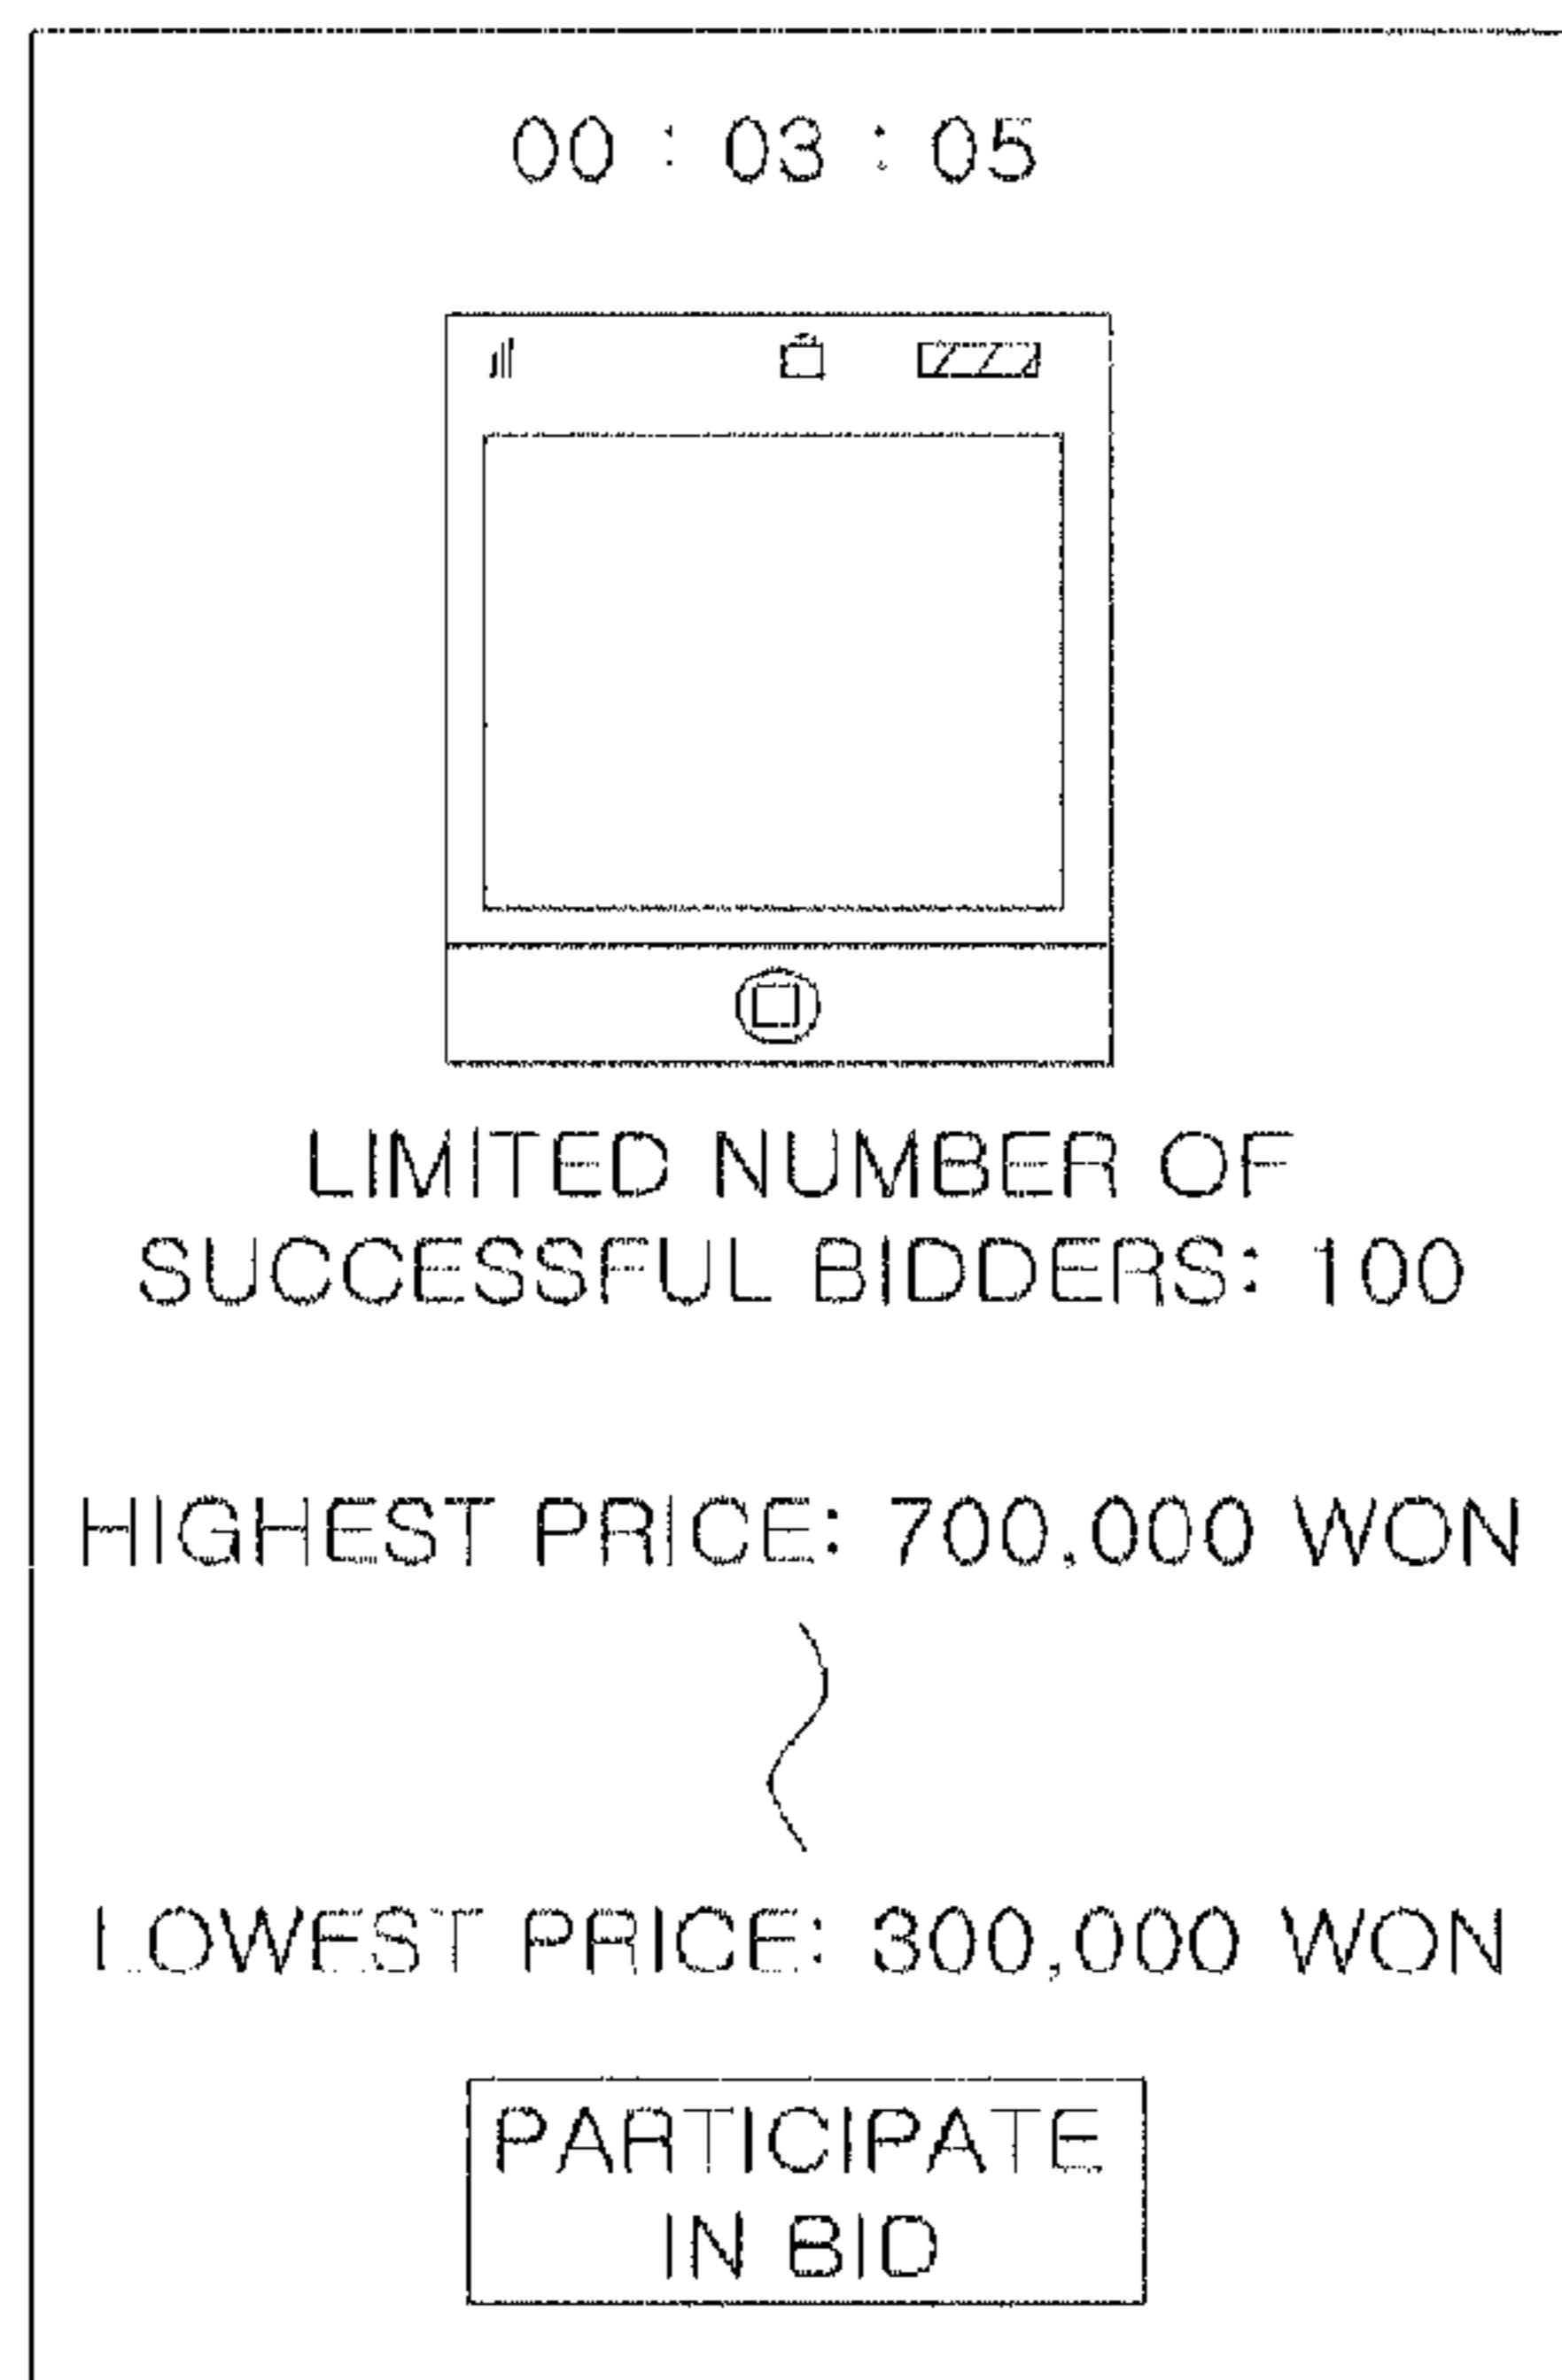 00 : 03 : 05
LIMITED NUMBER OF
SUCCESSFUL BIDDERS: 100
HIGHEST PRICE: 700,000 WON
LOWEST PRICE: 300,000 WON
PARTICIPATE
IN BID